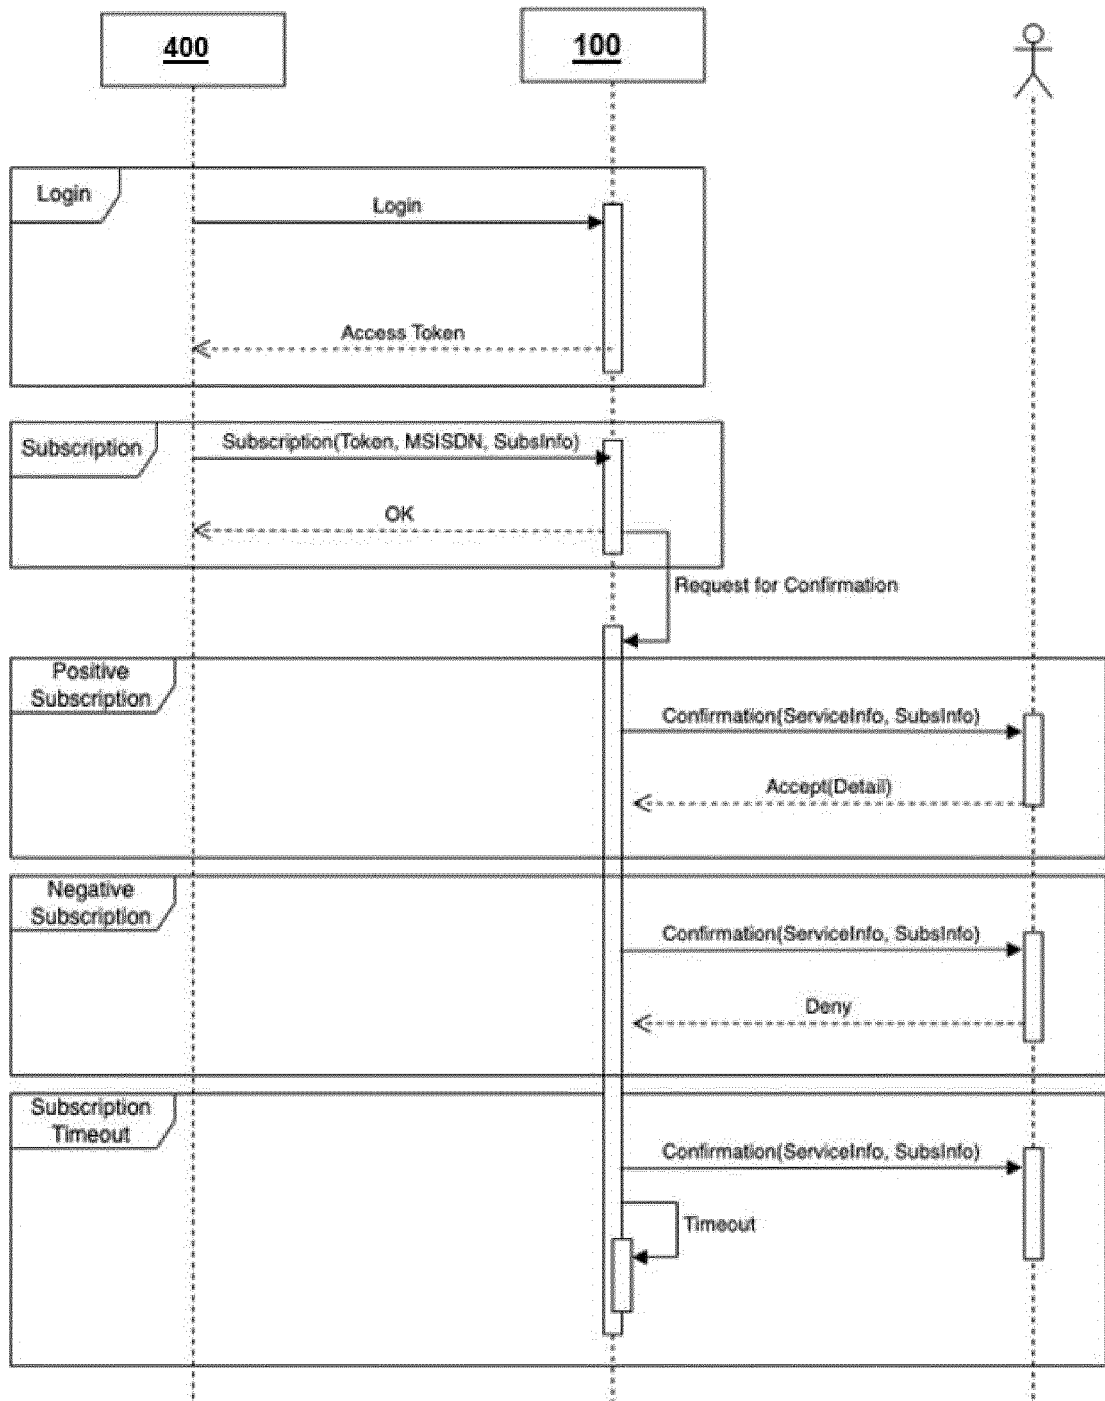 400
100
Login
Login
Access Token
Subscription
Subscription(Token, MSISDN, SubsInfo)
OK
Request for Confirmation
Positive
Subscription
Confirmation(ServiceInfo, SubsInfo)
Accept(Detail)
Negative
Subscription
Confirmation(ServiceInfo, SubsInfo)
Deny
Subscription
Timeout
Confirmation(ServiceInfo, SubsInfo)
Timeout